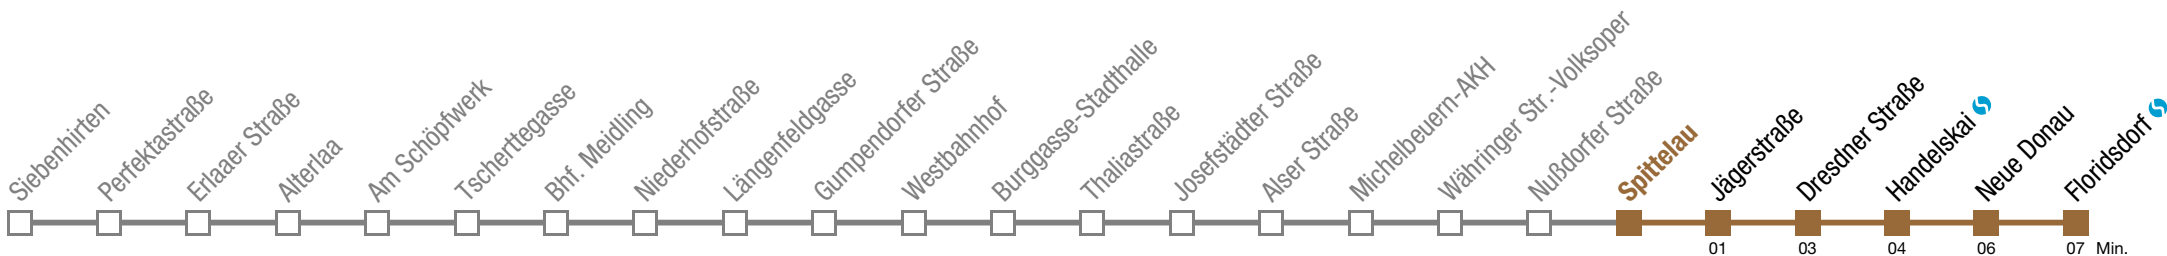 Siebenhirten
Perfektastraße
Erlaaer Straße
Alterlaa
Am Schöpfwerk
Tscherttegasse
Bhf. Meidling
Niederhofstraße
Längenfeldgasse
Gumpendorfer Straße
Westbahnhof
Burggasse-Stadthalle
Thaliastraße
Josefstädter Straße
Alser Straße
Michelbeuern-AKH
Währinger Str.-Volksoper
Nußdorfer Straße
Spittelau
Jägerstraße
Dresdner Straße
Handelskai
Neue Donau
Floridsdorf
01 03 04 06 07 Min.